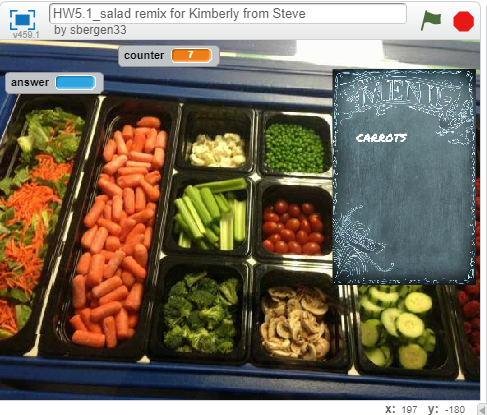 HW5.1_salad remix for Kimberly from Steve
by sbergen33
v459.1
counter 7
answer
MENU
CARROTS
x: 197 y: -180